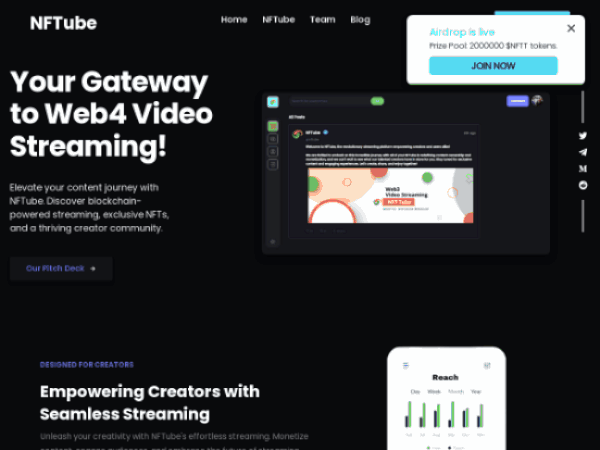 NFTube
Home NFTube Team Blog
Airdrop is live
Prize Pool: 2000000 $NFTT tokens
JOIN NOW
Your Gateway
to Web4 Video
Streaming!
Elevate your content journey with
NFTube. Discover blockchain-
powered streaming, exclusive NFTs,
and a thriving creator community.
Our Pitch Deck
NFTube
Web3
Video Streaming
NFT Tube
DESIGNED FOR CREATORS
Empowering Creators with
Seamless Streaming
Unleash your creativity with NFTube's effortless streaming. Monetize
Reach
Day Week Month Year